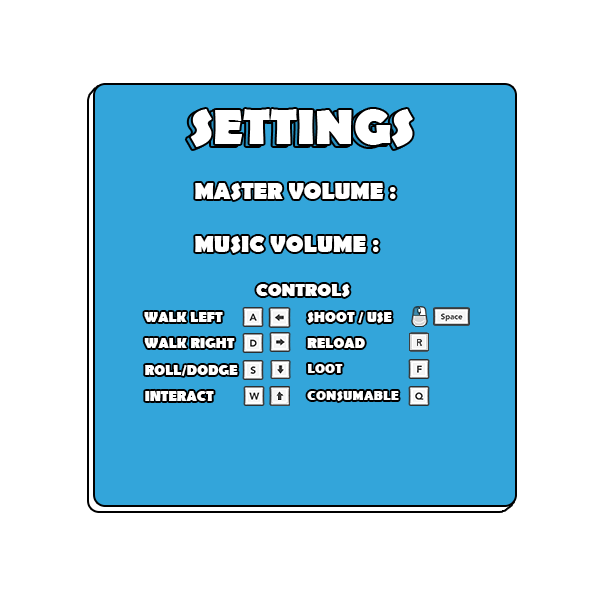 SETTINGS
MASTER VOLUME :
MUSIC VOLUME :
CONTROLS
WALK LEFT A ← SHOOT / USE Space
WALK RIGHT D → RELOAD R
ROLL/DODGE S ↓ LOOT F
INTERACT W ↑ CONSUMABLE Q